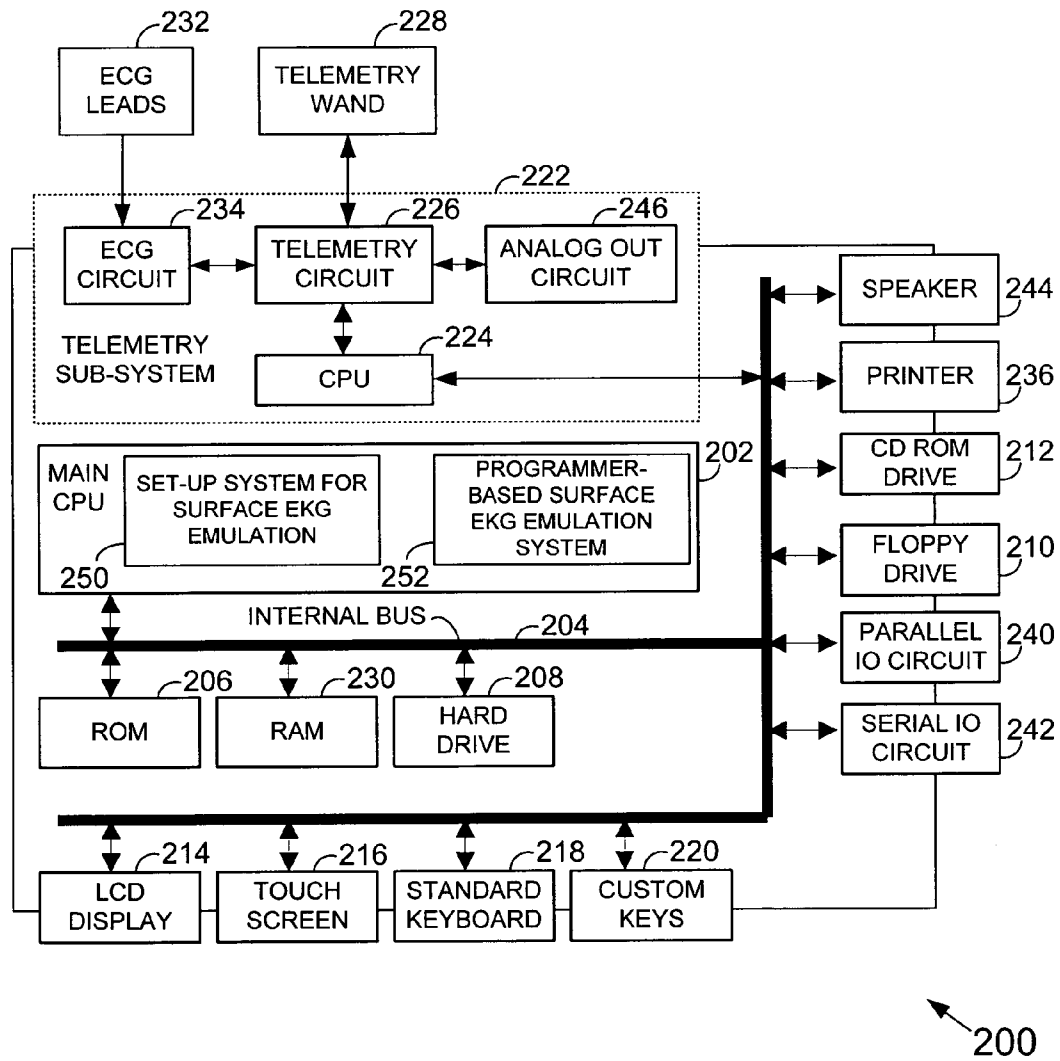 232
228
ECG
LEADS
TELEMETRY
WAND
222
234
226
246
ECG
CIRCUIT
TELEMETRY
CIRCUIT
ANALOG OUT
CIRCUIT
SPEAKER
244
TELEMETRY
SUB-SYSTEM
224
CPU
PRINTER
236
202
MAIN
CPU
SET-UP SYSTEM FOR
SURFACE EKG
EMULATION
250
PROGRAMMER-
BASED SURFACE
EKG EMULATION
SYSTEM
252
CD ROM
DRIVE
212
FLOPPY
DRIVE
210
INTERNAL BUS
204
PARALLEL
IO CIRCUIT
240
206
230
208
ROM
RAM
HARD
DRIVE
SERIAL IO
CIRCUIT
242
214
216
218
220
LCD
DISPLAY
TOUCH
SCREEN
STANDARD
KEYBOARD
CUSTOM
KEYS
200